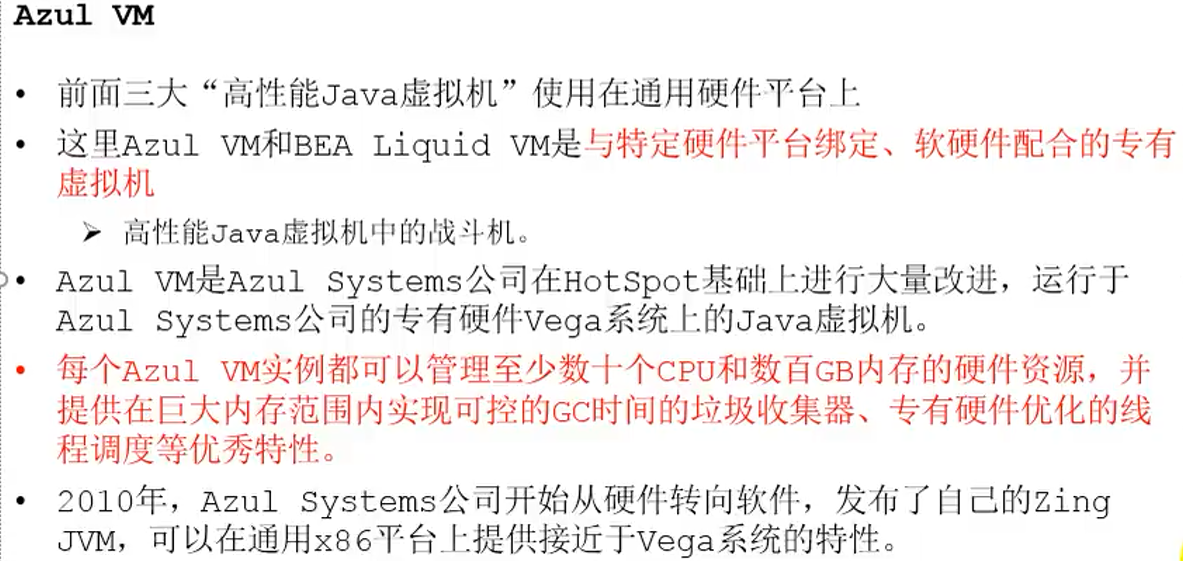 Azul VM
• 前面三大“高性能Java虚拟机”使用在通用硬件平台上
• 这里Azul VM和BEA Liquid VM是与特定硬件平台绑定、软硬件配合的专有
虚拟机
➢ 高性能Java虚拟机中的战斗机。
• Azul VM是Azul Systems公司在HotSpot基础上进行大量改进，运行于
Azul Systems公司的专有硬件Vega系统上的Java虚拟机。
• 每个Azul VM实例都可以管理至少数十个CPU和数百GB内存的硬件资源，并
提供在巨大内存范围内实现可控的GC时间的垃圾收集器、专有硬件优化的线
程调度等优秀特性。
• 2010年，Azul Systems公司开始从硬件转向软件，发布了自己的Zing
JVM，可以在通用x86平台上提供接近于Vega系统的特性。